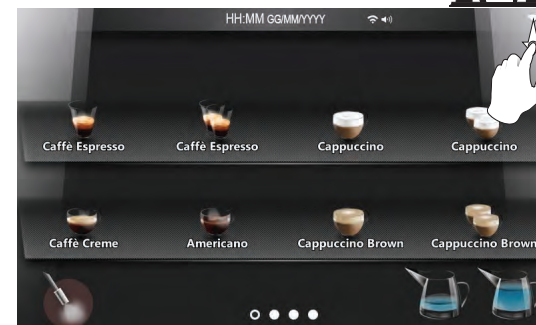 HH:MM GG/MM/YYYY
Caffè Espresso Caffè Espresso Cappuccino Cappuccino
Caffè Creme Americano Cappuccino Brown Cappuccino Brown